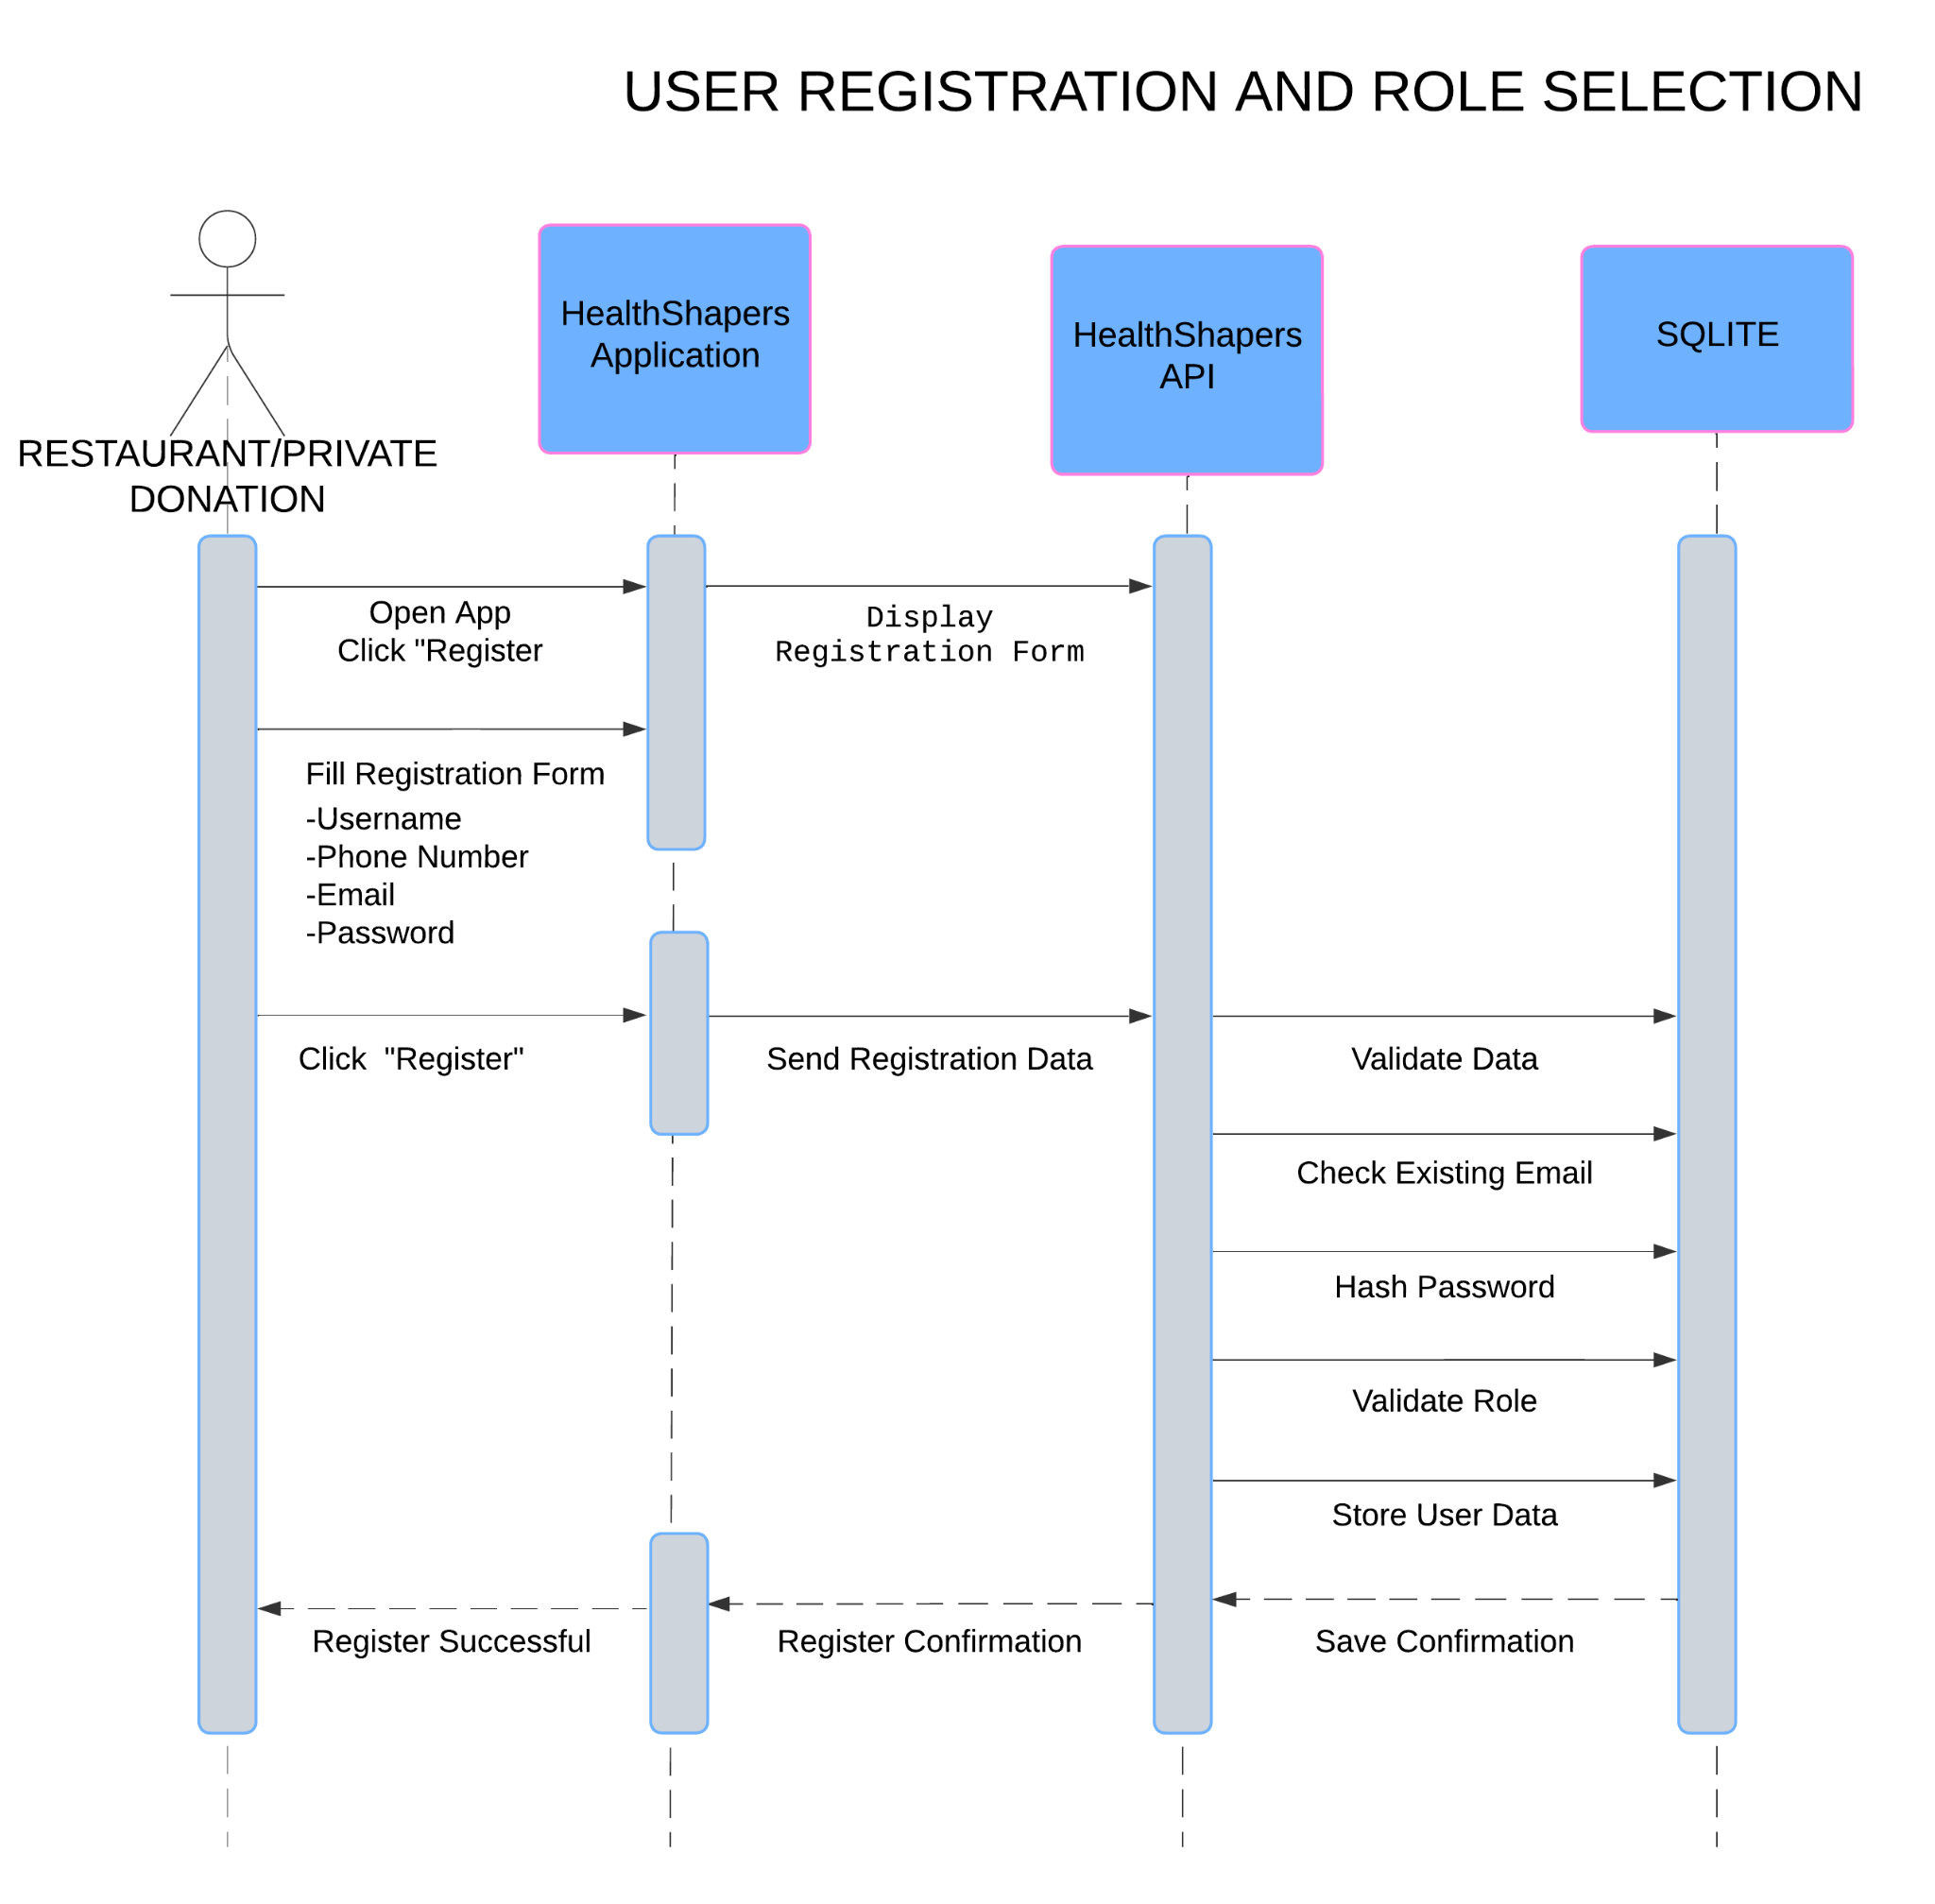 USER REGISTRATION AND ROLE SELECTION
HealthShapers
Application
HealthShapers
API
SQLITE
RESTAURANT/PRIVATE
DONATION
Open App
Click "Register
Display
Registration Form
Fill Registration Form
-Username
-Phone Number
-Email
-Password
Click  "Register"
Send Registration Data
Validate Data
Check Existing Email
Hash Password
Validate Role
Store User Data
Register Successful
Register Confirmation
Save Confirmation